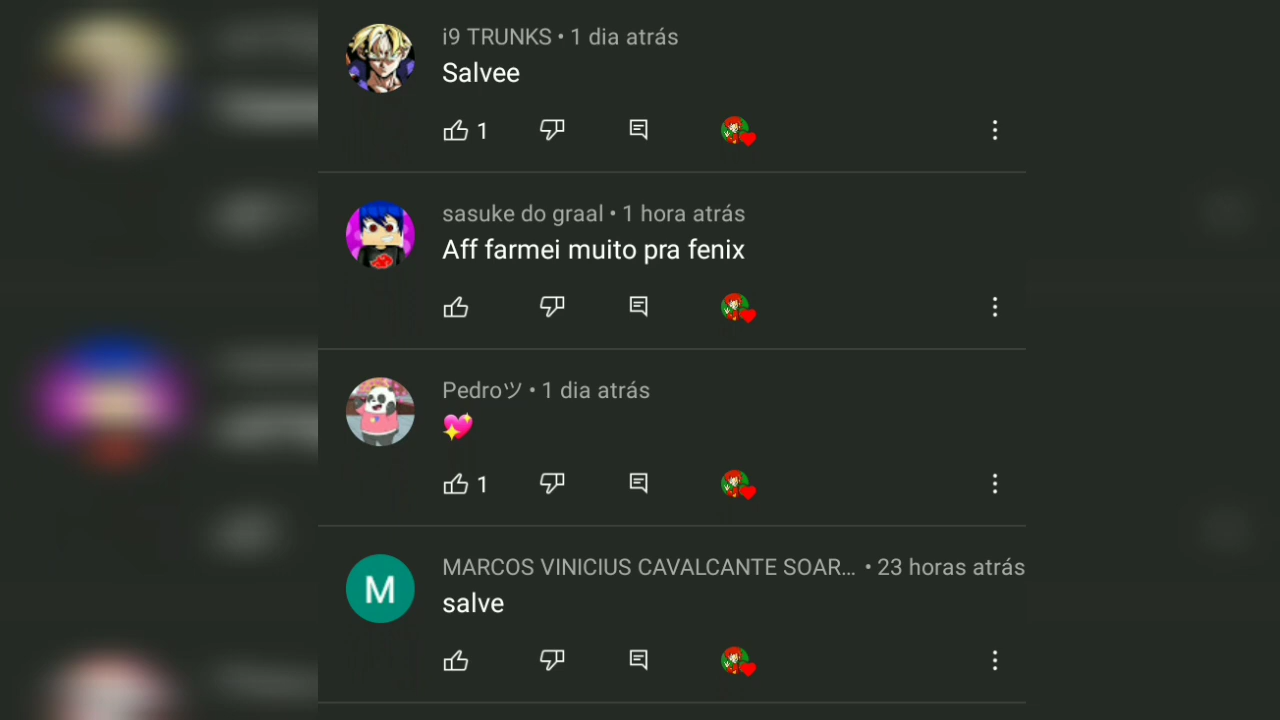 i9 TRUNKS • 1 dia atrás
Salvee
1
sasuke do graal • 1 hora atrás
Aff farmei muito pra fenix
Pedroツ • 1 dia atrás
💖
1
MARCOS VINICIUS CAVALCANTE SOAR... • 23 horas atrás
M
salve